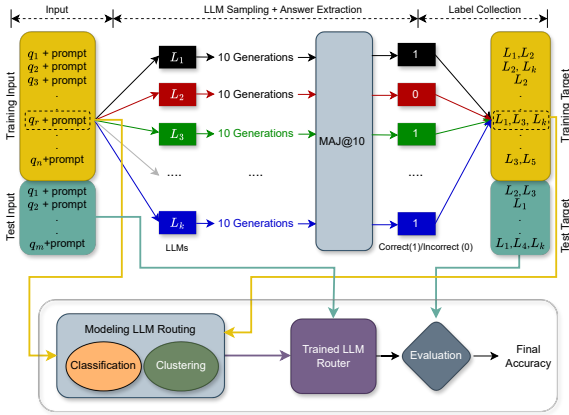 Input
LLM Sampling + Answer Extraction
Label Collection
Training Input
q₁ + prompt
q₂ + prompt
q₃ + prompt
.
.
qᵣ + prompt
.
.
qₙ+prompt
Test Input
q₁ + prompt
q₂ + prompt
.
.
qₘ+prompt
L₁
10 Generations
L₂
10 Generations
L₃
10 Generations
....
....
Lₖ
10 Generations
LLMs
MAJ@10
1
0
1
....
1
Correct(1)/Incorrect (0)
L₁,L₂
L₂, Lₖ
L₂
.
.
L₁,L₃, Lₖ
.
.
L₃,L₅
Training Target
L₂,L₃
L₁
.
.
L₁,L₄,Lₖ
Test Target
Modeling LLM Routing
Classification
Clustering
Trained LLM
Router
Evaluation
Final
Accuracy